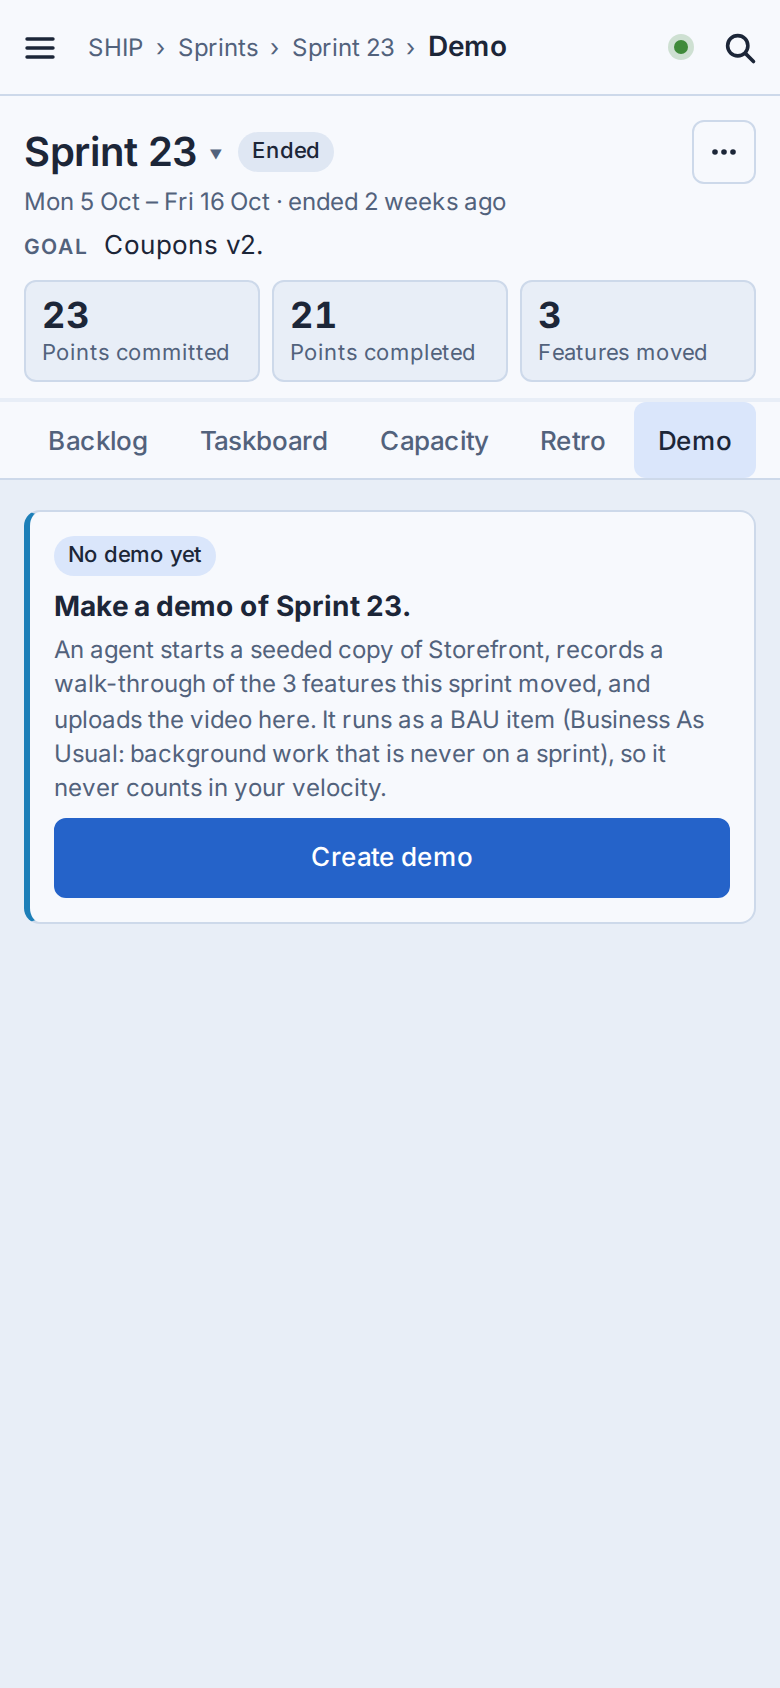 SHIP › Sprints › Sprint 23 › Demo
Sprint 23 ▾ Ended
Mon 5 Oct – Fri 16 Oct · ended 2 weeks ago
GOAL Coupons v2.
23 21 3
Points committed Points completed Features moved
Backlog Taskboard Capacity Retro Demo
No demo yet
Make a demo of Sprint 23.
An agent starts a seeded copy of Storefront, records a
walk-through of the 3 features this sprint moved, and
uploads the video here. It runs as a BAU item (Business As
Usual: background work that is never on a sprint), so it
never counts in your velocity.
Create demo